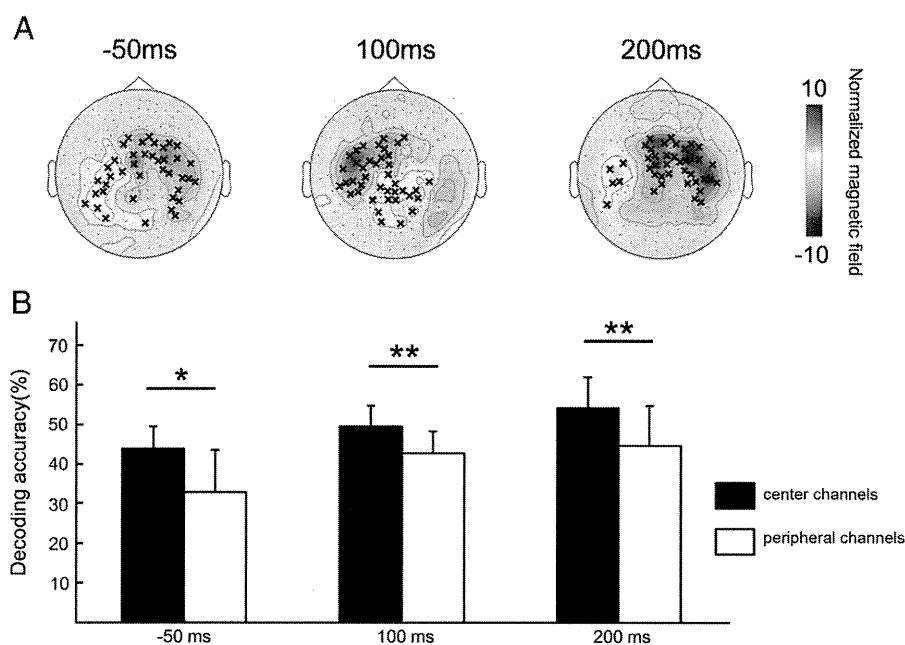 A
-50ms 100ms 200ms
10
-10
Normalized magnetic field
B
Decoding accuracy(%)
70
60
50
40
30
20
10
* ** **
-50 ms 100 ms 200 ms
center channels
peripheral channels